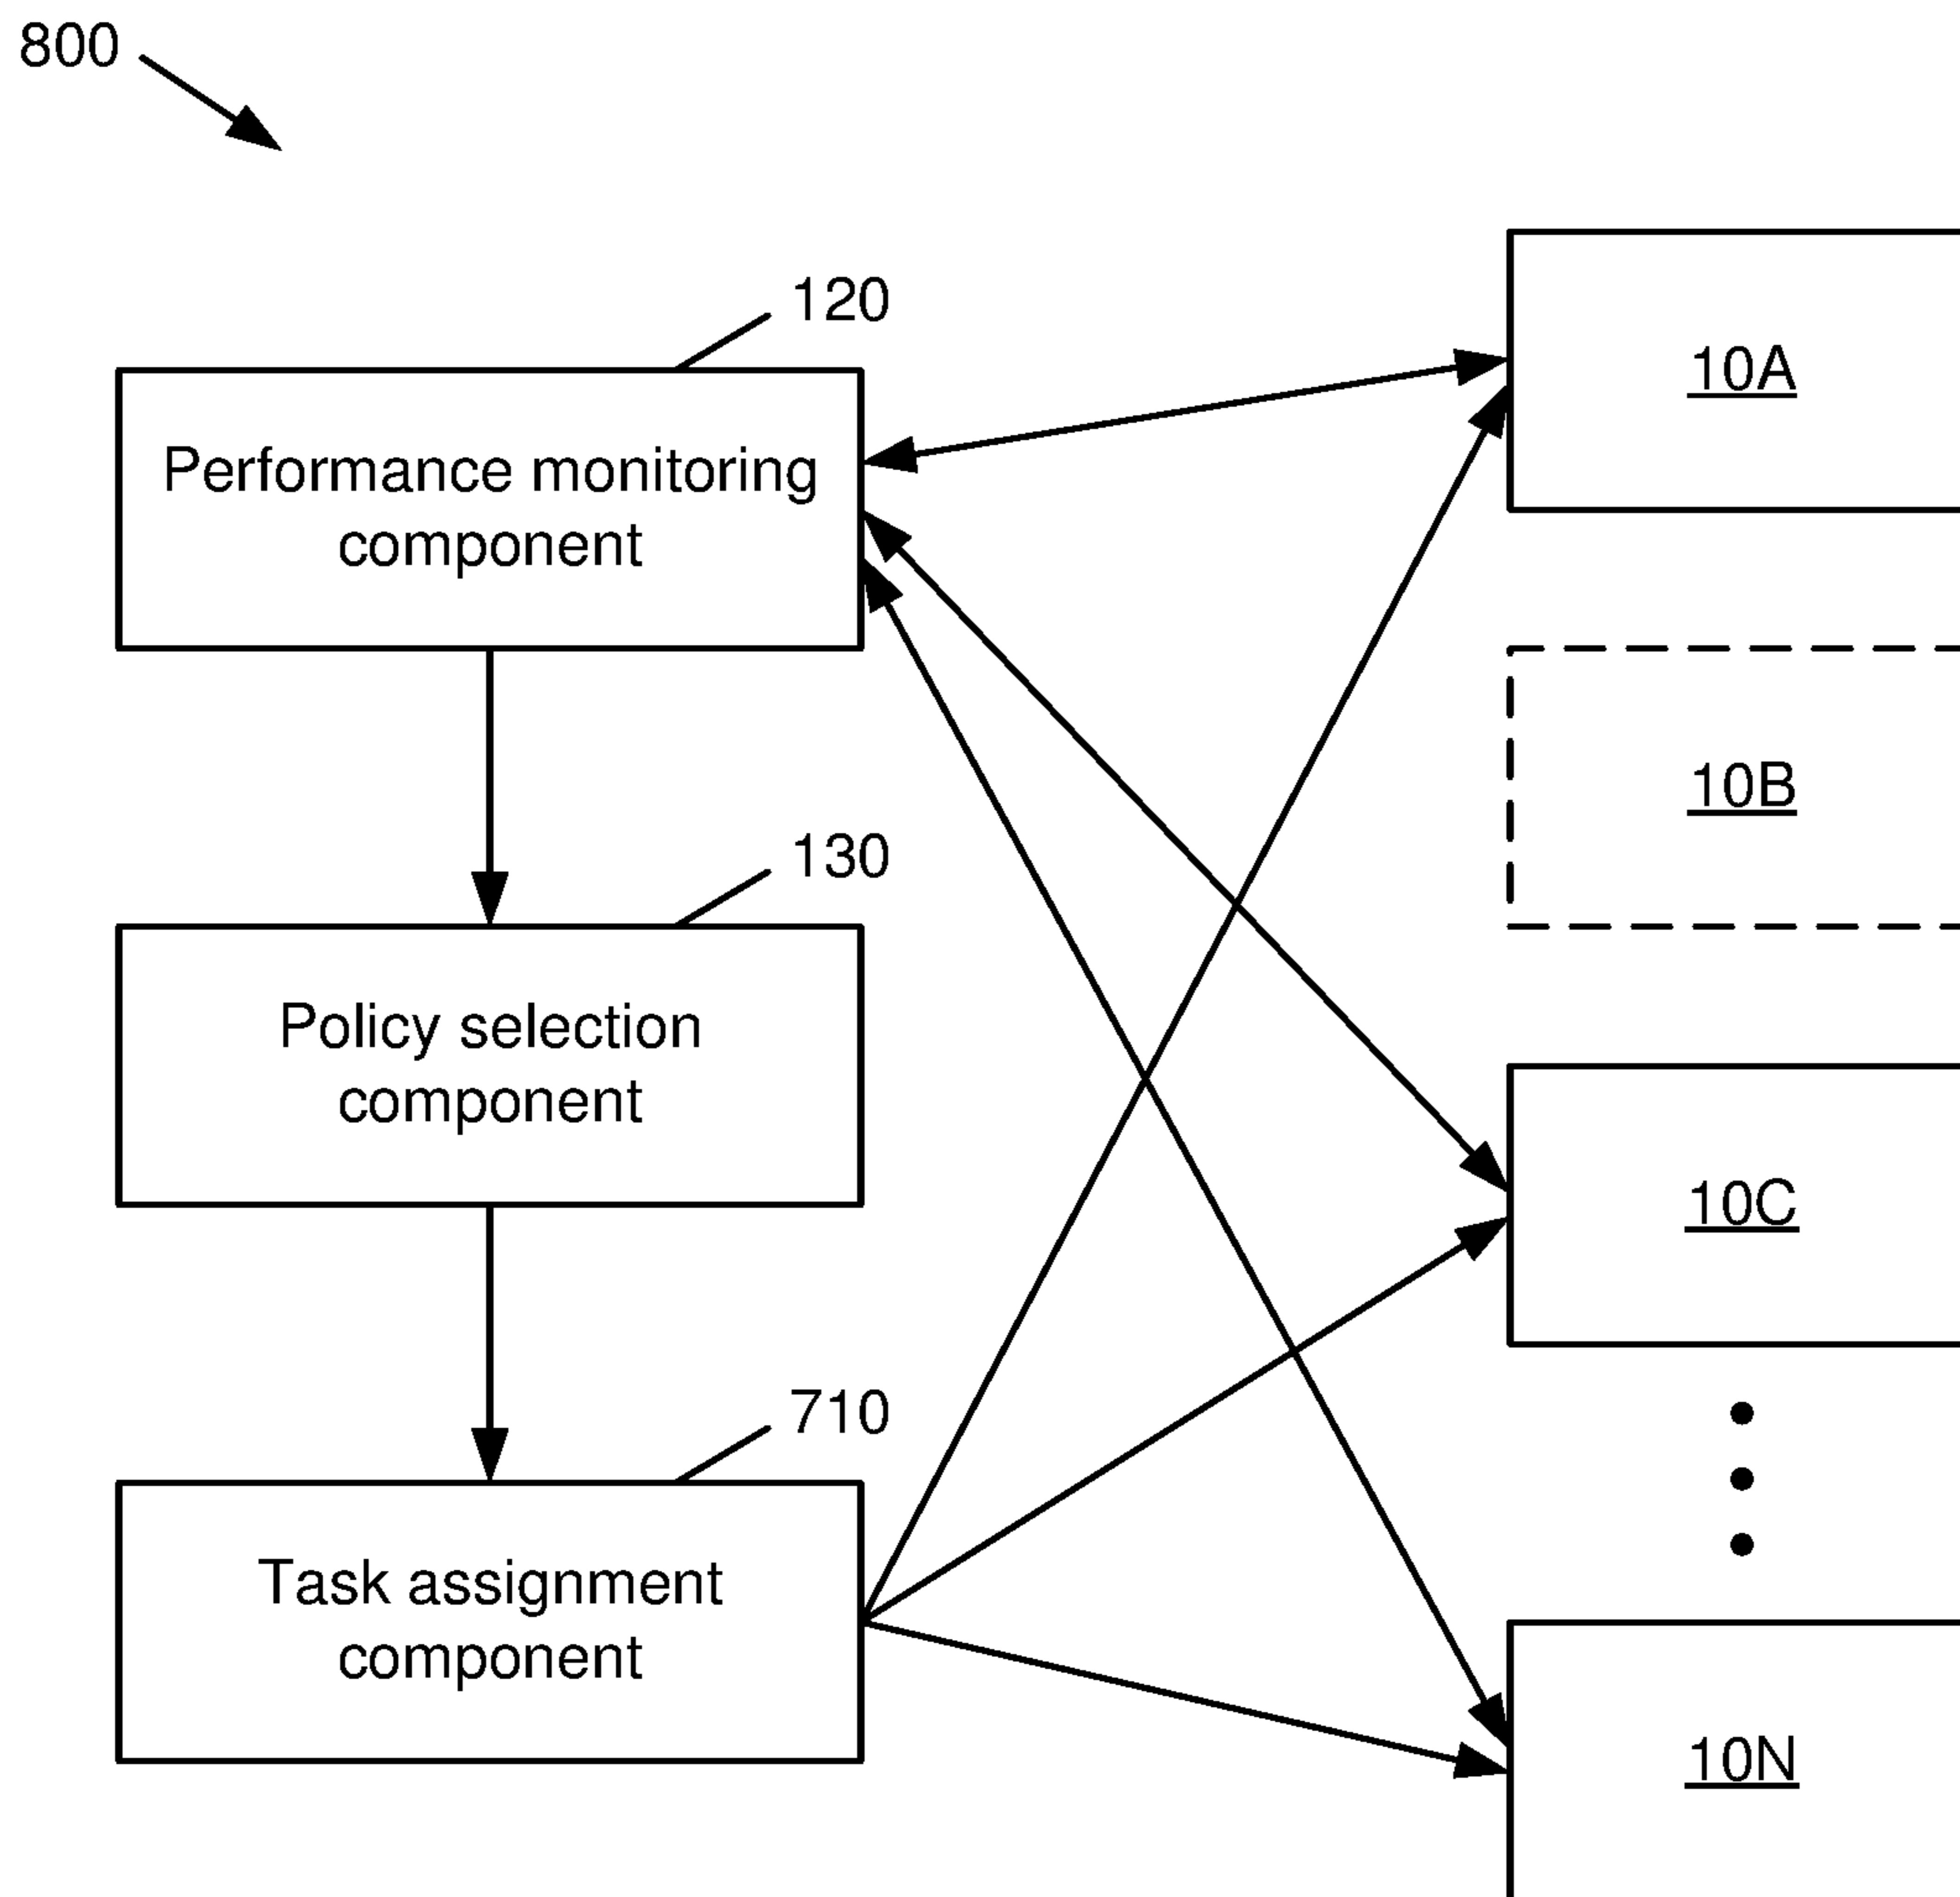 800
120
10A
Performance monitoring
component
10B
130
Policy selection
component
10C
710
Task assignment
component
10N